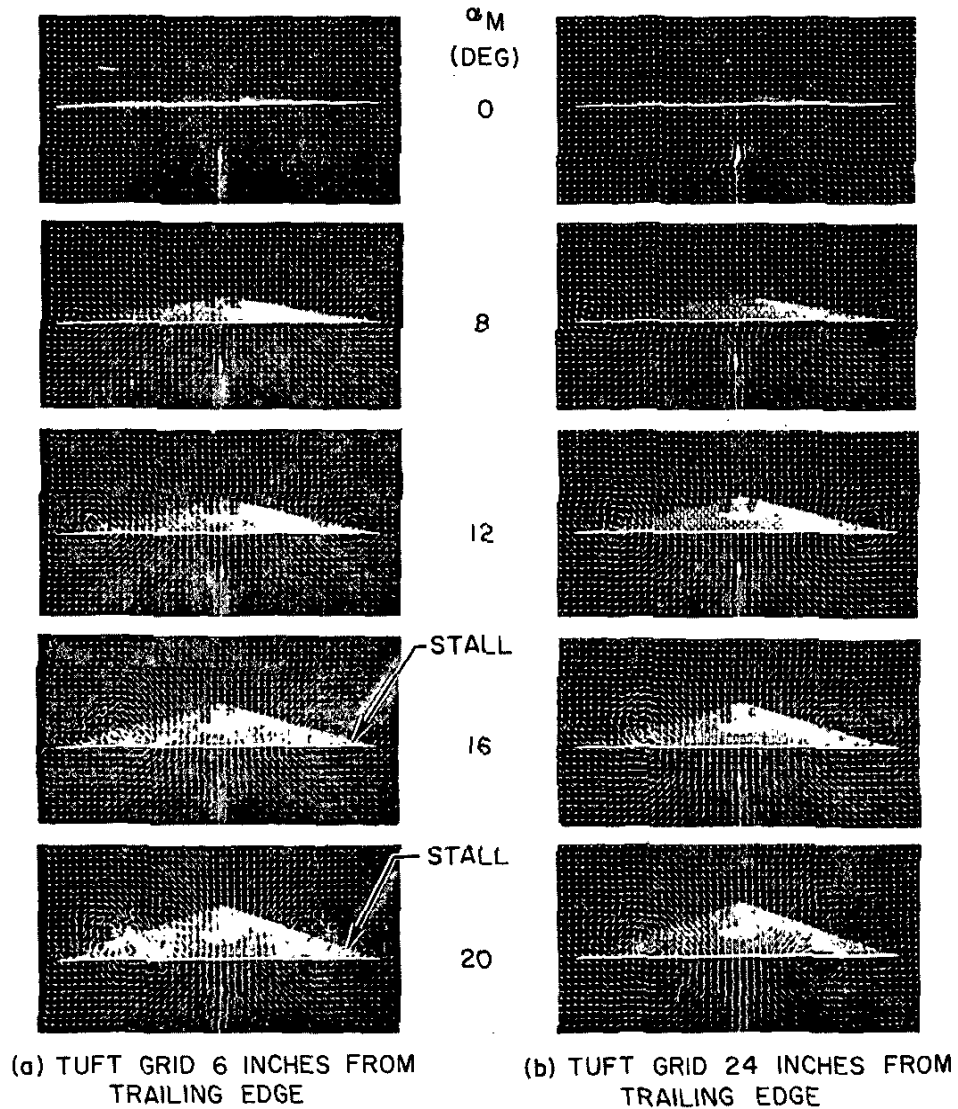 αM
(DEG)
0
8
12
STALL
16
STALL
20
(a) TUFT GRID 6 INCHES FROM
TRAILING EDGE
(b) TUFT GRID 24 INCHES FROM
TRAILING EDGE